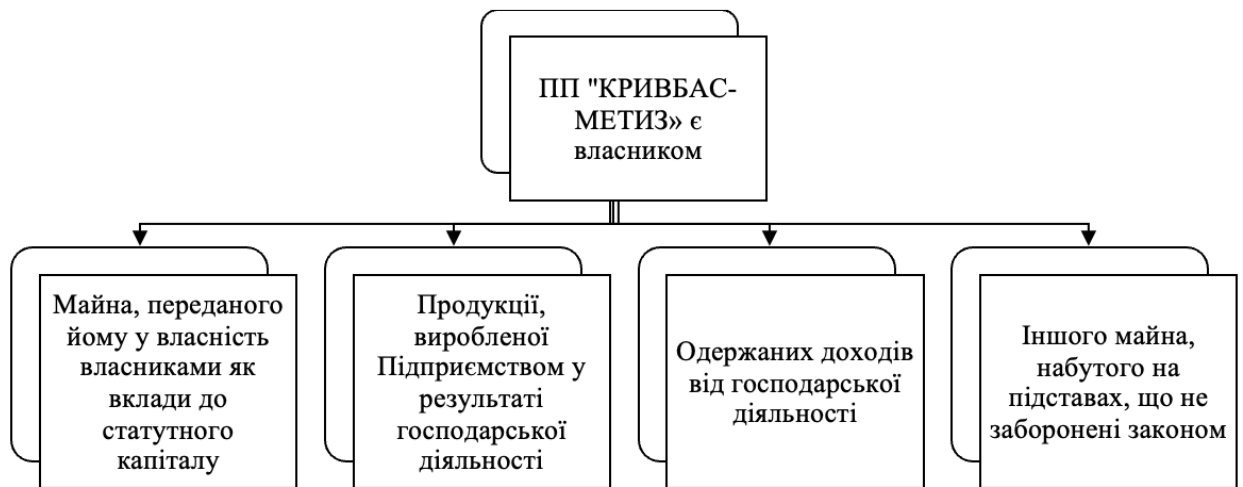 ПП "КРИВБАС-
МЕТИЗ» є
власником
Майна, переданого
йому у власність
власниками як
вклади до
статутного
капіталу
Продукції,
виробленої
Підприємством у
результаті
господарської
діяльності
Одержаних доходів
від господарської
діяльності
Іншого майна,
набутого на
підставах, що не
заборонені законом